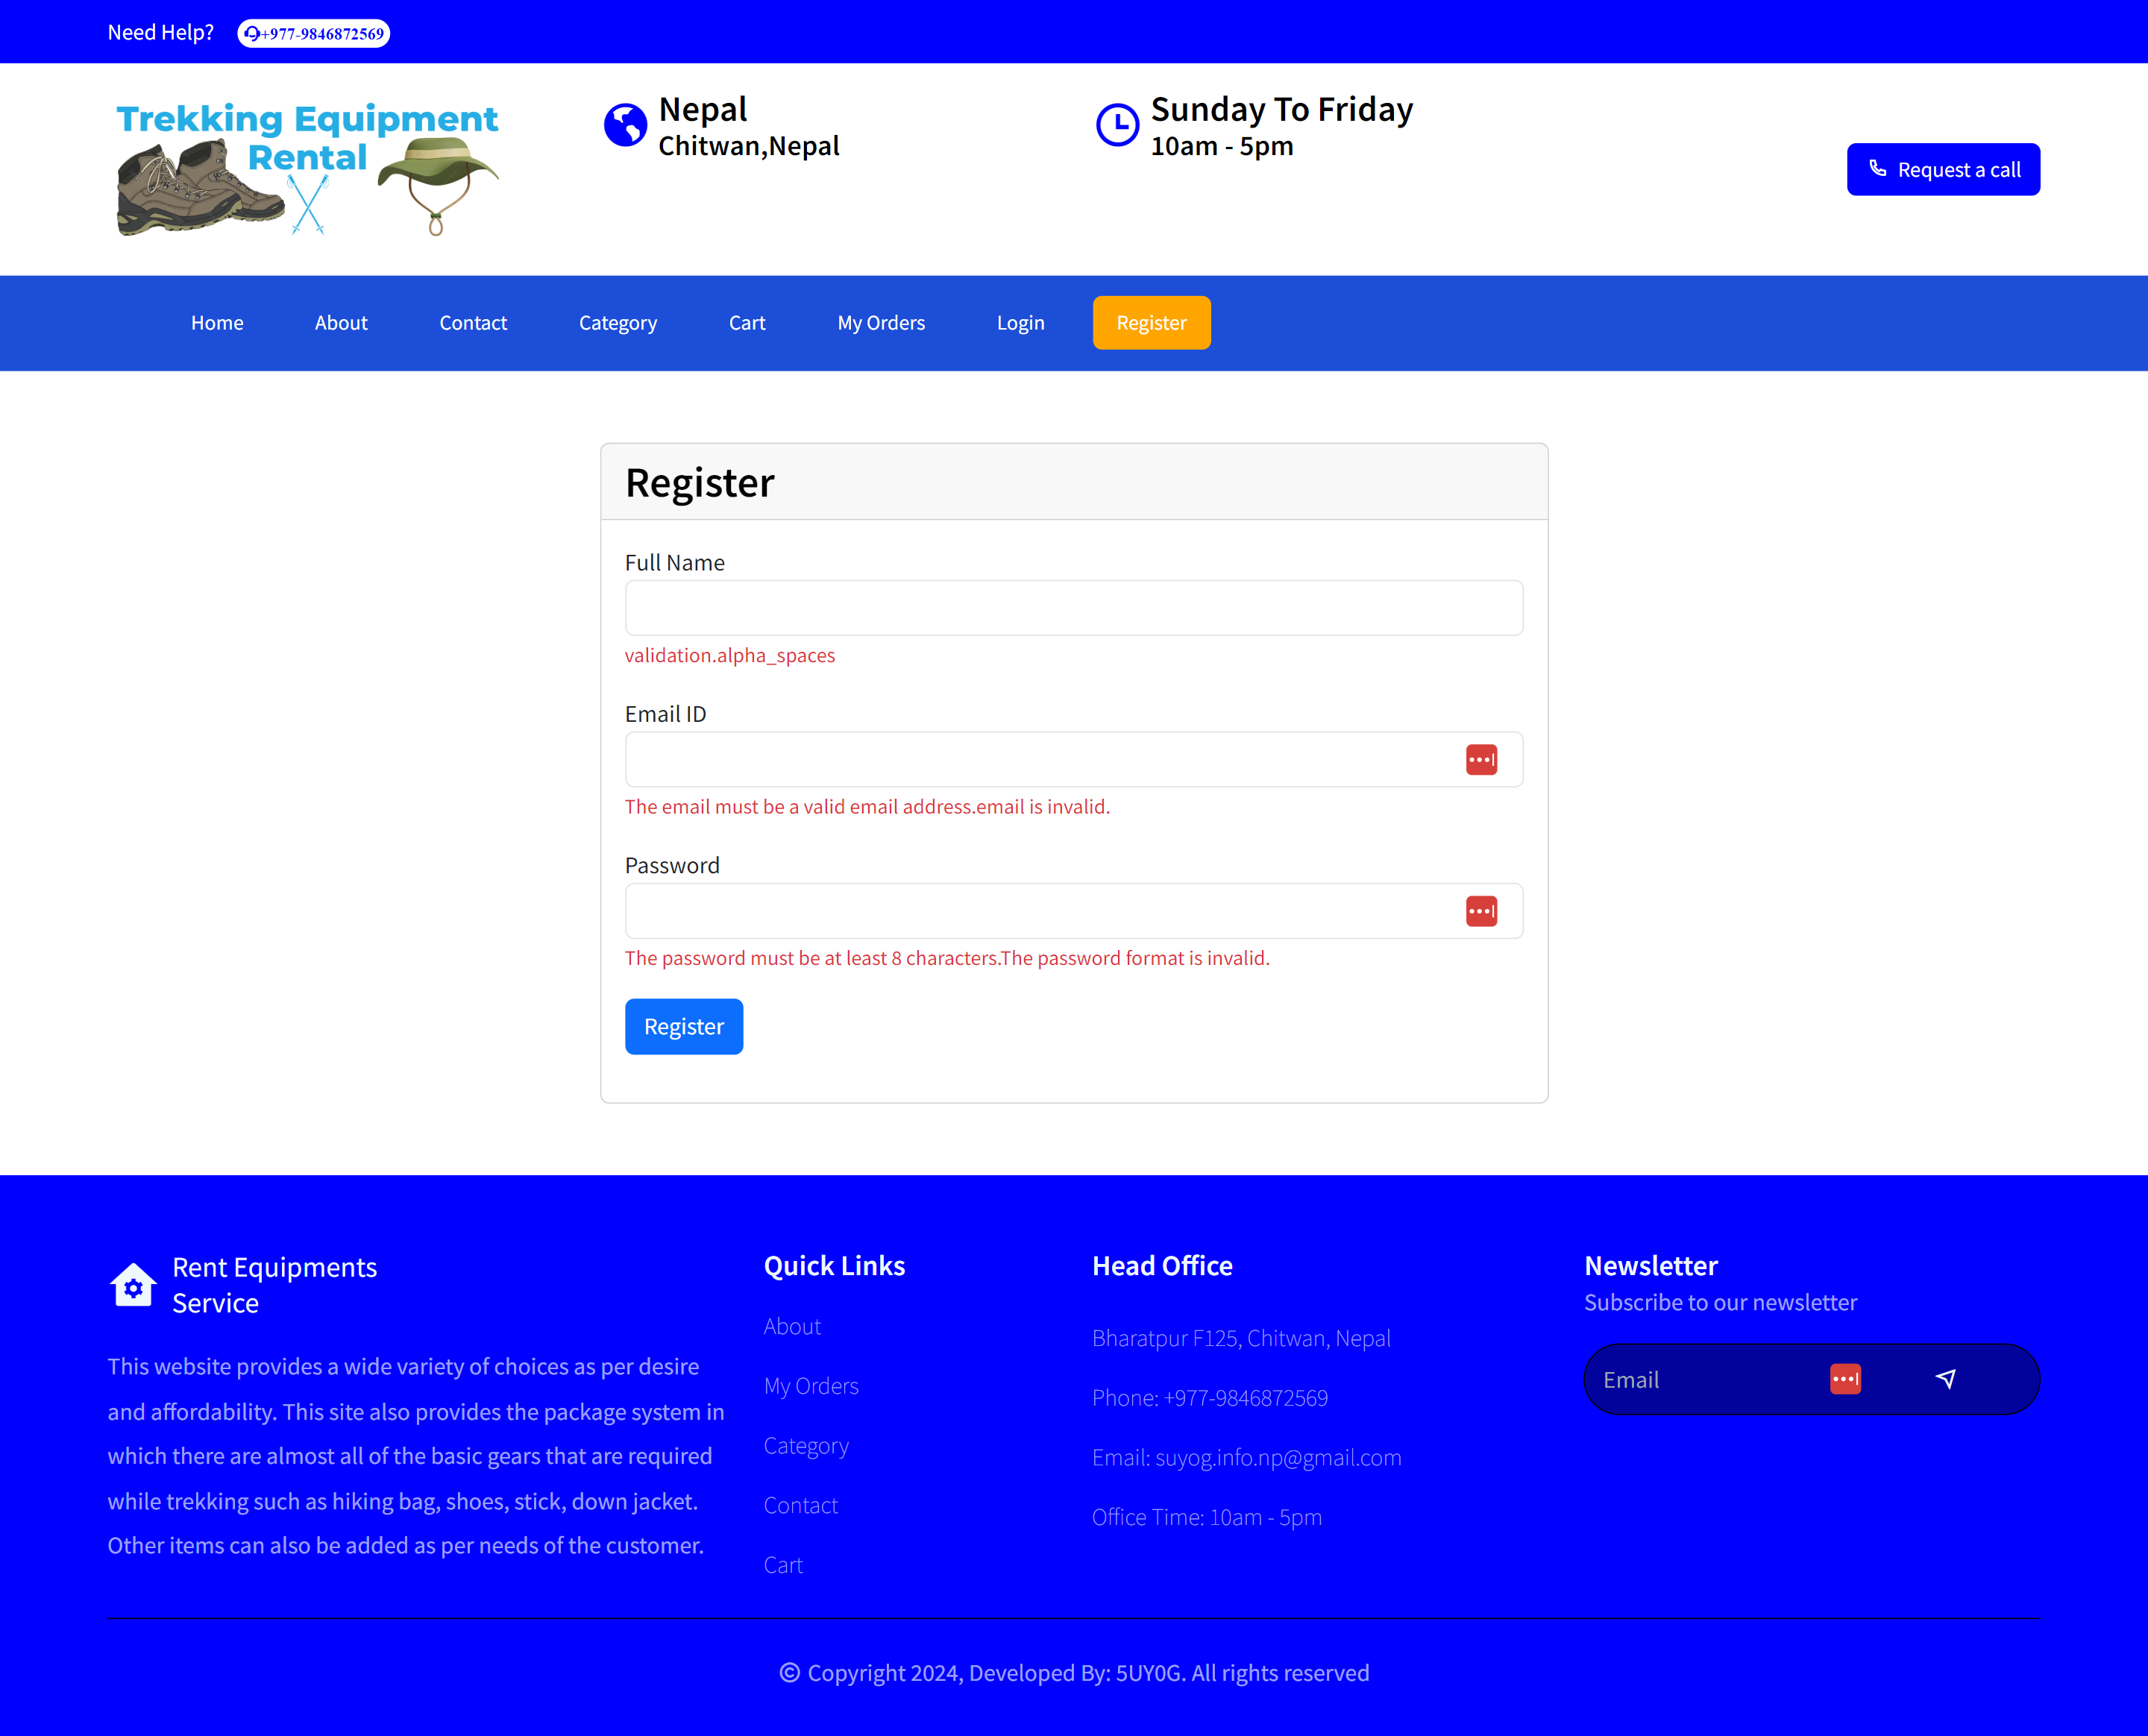 Need Help? +977-9846872569
Trekking Equipment
Rental
Nepal
Chitwan,Nepal
Sunday To Friday
10am - 5pm
Request a call
Home About Contact Category Cart My Orders Login Register
Register
Full Name
validation.alpha_spaces
Email ID
The email must be a valid email address.email is invalid.
Password
The password must be at least 8 characters.The password format is invalid.
Register
Rent Equipments
Service
This website provides a wide variety of choices as per desire
and affordability. This site also provides the package system in
which there are almost all of the basic gears that are required
while trekking such as hiking bag, shoes, stick, down jacket.
Other items can also be added as per needs of the customer.
Quick Links
About
My Orders
Category
Contact
Cart
Head Office
Bharatpur F125, Chitwan, Nepal
Phone: +977-9846872569
Email: suyog.info.np@gmail.com
Office Time: 10am - 5pm
Newsletter
Subscribe to our newsletter
Email
© Copyright 2024, Developed By: 5UY0G. All rights reserved